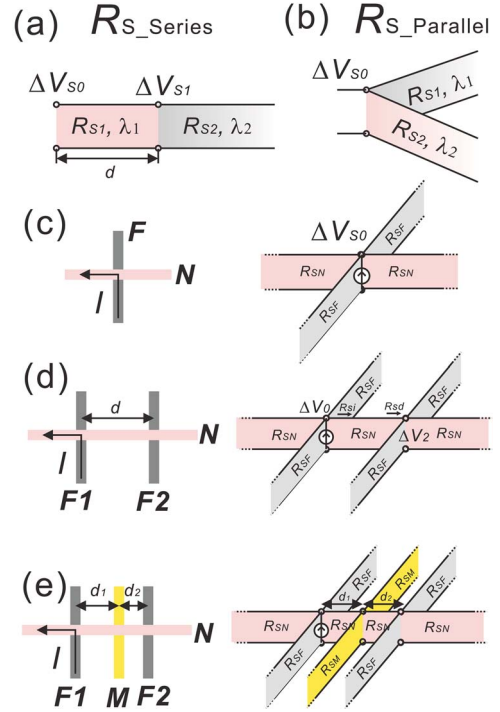 (a) RS_Series
(b) RS_Parallel
ΔVS0 ΔVS1
RS1, λ1 RS2, λ2
d
ΔVS0
RS1, λ1
RS2, λ2
(c)
F
N
I
ΔVS0
RSF
RSN RSN
RSF
(d)
d
N
I
F1 F2
ΔV0 Rsi RSF Rsd RSF
RSN RSN ΔV2 RSN
RSF RSF
(e)
d1 d2
N
I
F1 M F2
RSF RSM RSF
d1 d2
RSN RSN RSN RSN
RSF RSM RSF